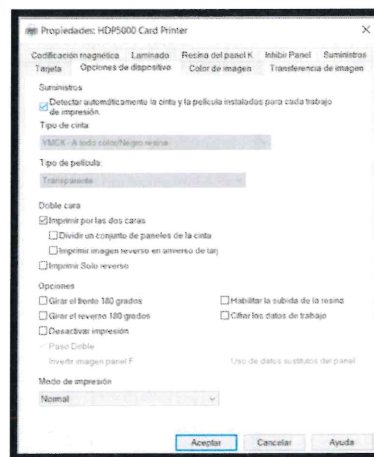 Propiedades: HDP5000 Card Printer
Codificación magnética Laminado Resina del panel K Inhibir Panel Suministros
Tarjeta Opciones de dispositivo Color de imagen Transferencia de imagen
Suministros
Detectar automáticamente la cinta y la película instaladas para cada trabajo
de impresión.
Tipo de cinta:
YMCK - A todo color/Negro resina
Tipo de película:
Transparente
Doble cara
Imprimir por las dos caras
Dividir un conjunto de paneles de la cinta
Imprimir imagen reverso en anverso de tarj
Imprimir Solo reverso
Opciones
Girar el frente 180 grados Habilitar la subida de la resina
Girar el reverso 180 grados Cifrar los datos de trabajo
Desactivar impresión
Paso Doble
Invertir imagen panel F Uso de datos sustitutos del panel
Modo de impresión
Normal
Aceptar Cancelar Ayuda